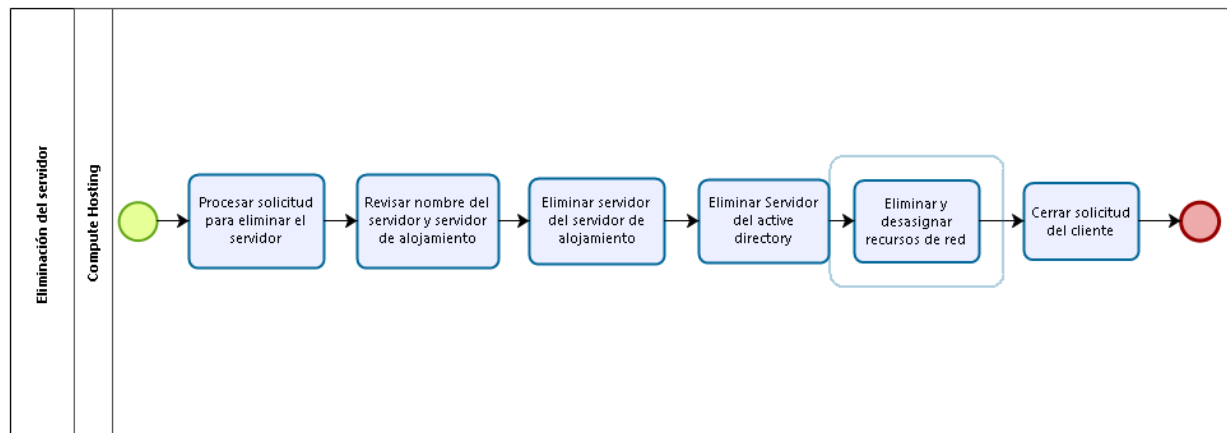 Eliminación del servidor
Compute Hosting
Procesar solicitud
para eliminar el
servidor
Revisar nombre del
servidor y servidor
de alojamiento
Eliminar servidor
del servidor de
alojamiento
Eliminar Servidor
del active
directory
Eliminar y
desasignar
recursos de red
Cerrar solicitud
del cliente